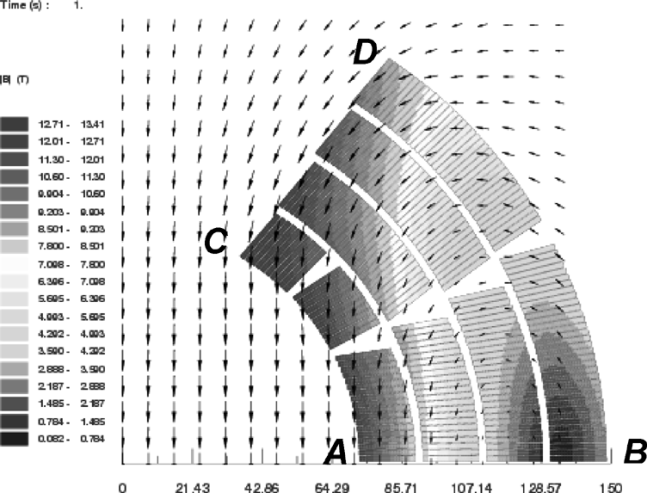 Time (s) : 1.
|B| (T)
12.71 - 13.41
12.01 - 12.71
11.30 - 12.01
10.60 - 11.30
9.904 - 10.60
9.203 - 9.904
8.501 - 9.203
7.800 - 8.501
7.098 - 7.800
6.396 - 7.098
5.695 - 6.396
4.993 - 5.695
4.292 - 4.993
3.590 - 4.292
2.888 - 3.590
2.187 - 2.888
1.485 - 2.187
0.784 - 1.485
0.082 - 0.784
D
C
A
B
0 21.43 42.86 64.29 85.71 107.14 128.57 150